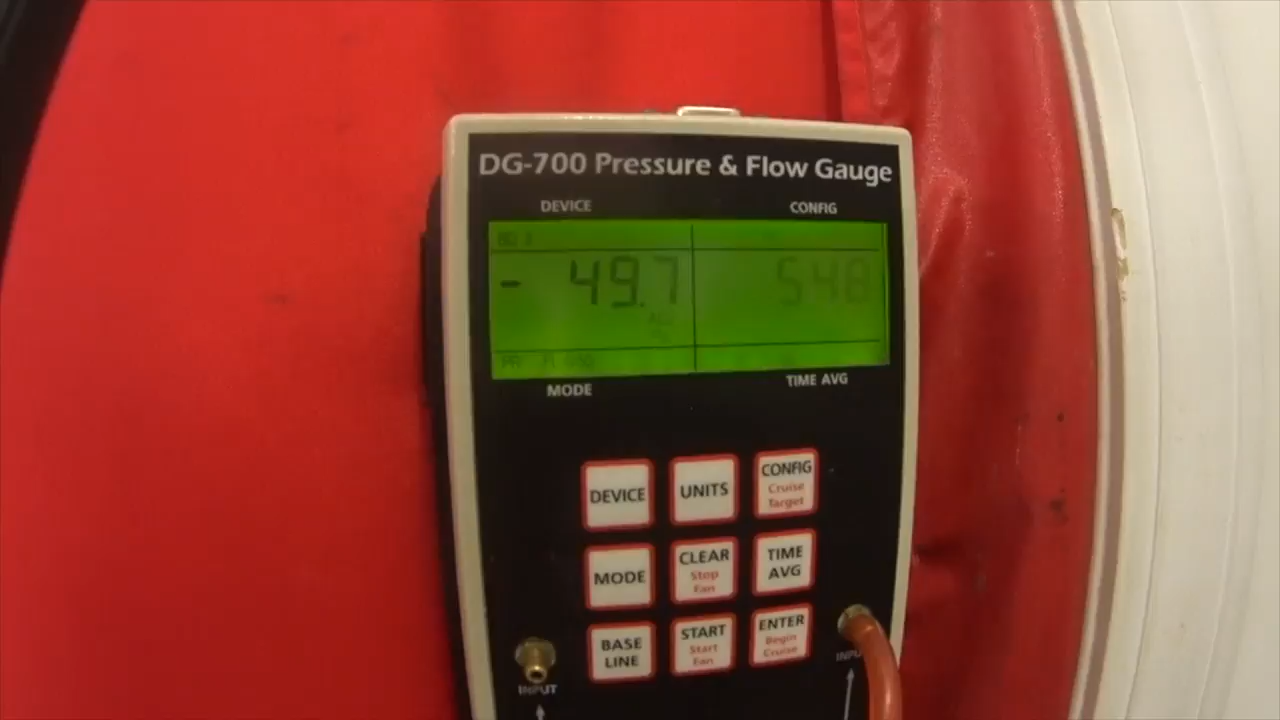 DG-700 Pressure & Flow Gauge
DEVICE CONFIG
- 49.7 548
MODE TIME AVG
DEVICE
UNITS
CONFIG
Cruise
Target
MODE
CLEAR
Stop
Fan
TIME
AVG
BASE
LINE
START
Start
Fan
ENTER
Begin
Cruise
INPUT
INPU